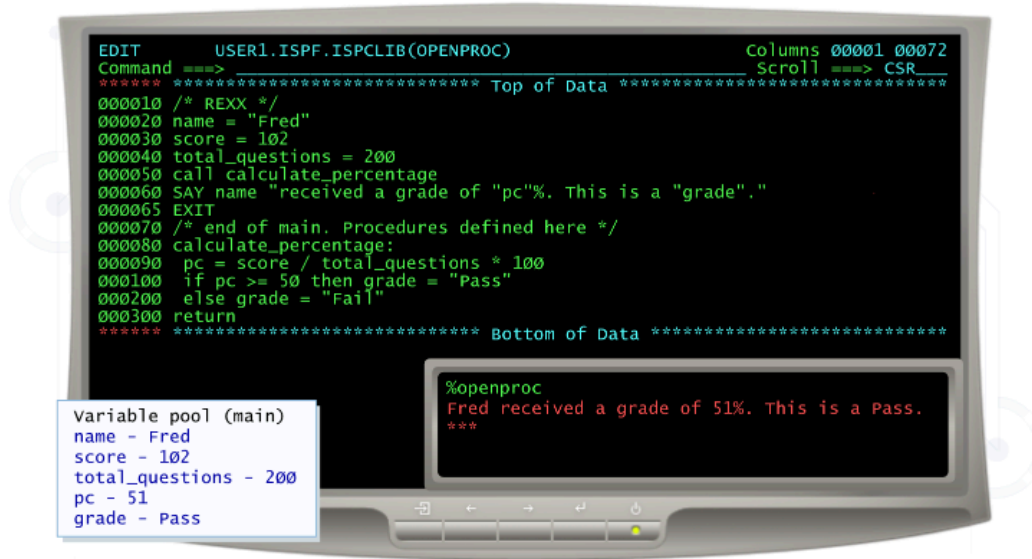 EDIT USER1.ISPF.ISPCLIB(OPENPROC) Columns 00001 00072
Command ===> Scroll ===> CSR
****** ***************************** Top of Data ******************************
000010 /* REXX */
000020 name = "Fred"
000030 score = 102
000040 total_questions = 200
000050 call calculate_percentage
000060 SAY name "received a grade of "pc"%. This is a "grade"."
000065 EXIT
000070 /* end of main. Procedures defined here */
000080 calculate_percentage:
000090 pc = score / total_questions * 100
000100 if pc >= 50 then grade = "Pass"
000200 else grade = "Fail"
000300 return
****** ***************************** Bottom of Data ****************************
%openproc
Fred received a grade of 51%. This is a Pass.
***
Variable pool (main)
name – Fred
score – 102
total_questions – 200
pc – 51
grade – Pass